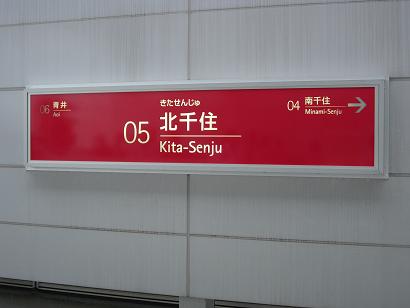 06 青井
Aoi
きたせんじゅ
05 北千住
Kita-Senju
04 南千住
Minami-Senju